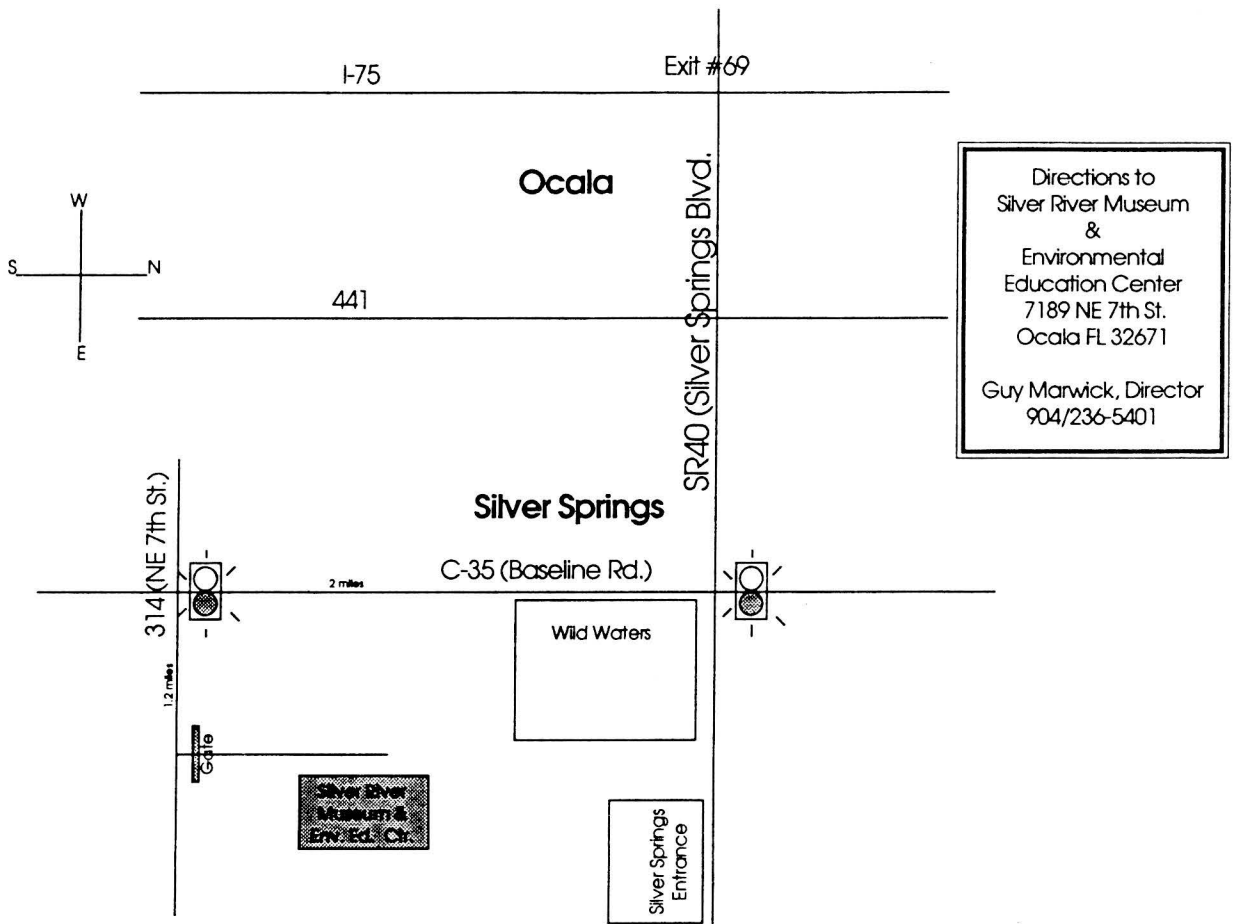 I-75
Exit #69
Ocala
SR40 (Silver Springs Blvd.
W
S
N
E
441
Directions to
Silver River Museum
&
Environmental
Education Center
7189 NE 7th St.
Ocala FL 32671
Guy Marwick, Director
904/236-5401
Silver Springs
314 (NE 7th St.)
C-35 (Baseline Rd.)
2 miles
Wild Waters
1.2 miles
Gate
Silver River
Museum &
Env. Ed. Ctr.
Silver Springs
Entrance